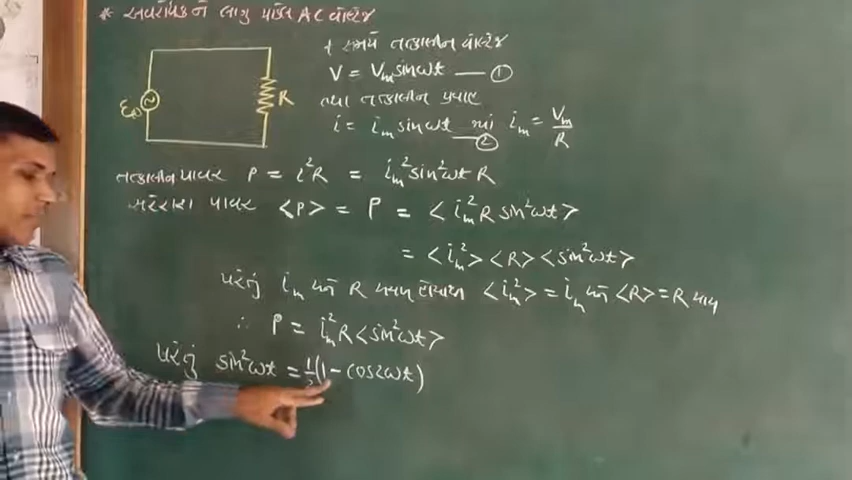 * અવરોધકને લાગુ પાડેલ AC વોલ્ટેજ
t સમયે તત્કાલીન વોલ્ટેજ
V = Vₘ sinωt — ①
તથા તત્કાલીન પ્રવાહ
i = iₘ sinωt જ્યાં iₘ = Vₘ/R
②
R
તત્કાલીન પાવર P = i²R = iₘ² sin²ωt R
સરેરાશ પાવર <P> = P = < iₘ² R sin²ωt >
= <iₘ²> <R> <sin²ωt>
પરંતુ iₘ અને R અચળ હોવાથી <iₘ²> = iₘ અને <R> = R થાય
∴ P = iₘ² R <sin²ωt>
પરંતુ sin²ωt = ½(1 - cos2ωt)